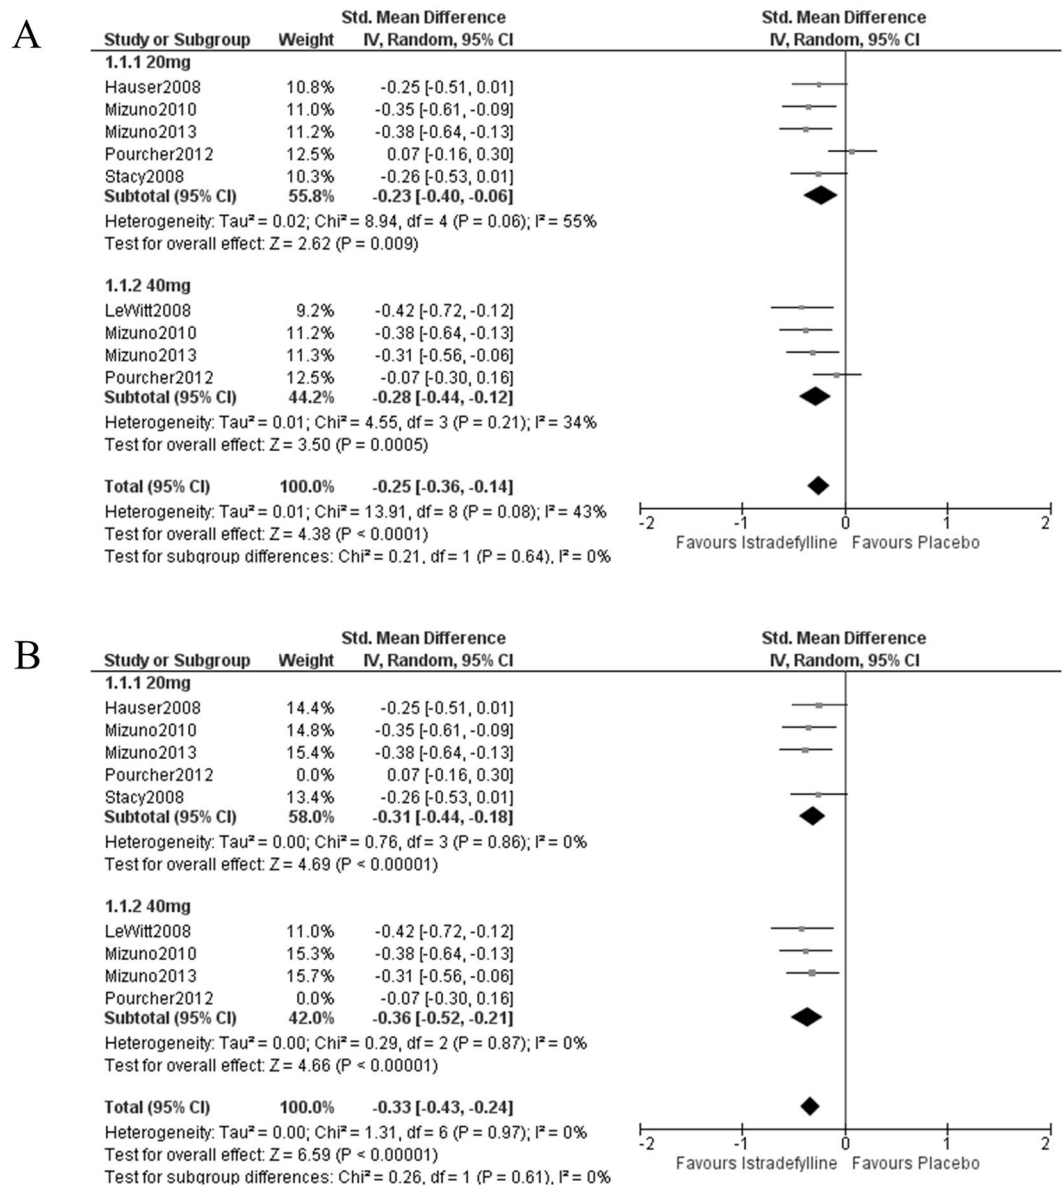 A
Std. Mean Difference Std. Mean Difference
Study or Subgroup Weight IV, Random, 95% CI IV, Random, 95% CI
1.1.1 20mg
Hauser2008 10.8% -0.25 [-0.51, 0.01]
Mizuno2010 11.0% -0.35 [-0.61, -0.09]
Mizuno2013 11.2% -0.38 [-0.64, -0.13]
Pourcher2012 12.5% 0.07 [-0.16, 0.30]
Stacy2008 10.3% -0.26 [-0.53, 0.01]
Subtotal (95% CI) 55.8% -0.23 [-0.40, -0.06]
Heterogeneity: Tau² = 0.02; Chi² = 8.94, df = 4 (P = 0.06); I² = 55%
Test for overall effect: Z = 2.62 (P = 0.009)
1.1.2 40mg
LeWitt2008 9.2% -0.42 [-0.72, -0.12]
Mizuno2010 11.2% -0.38 [-0.64, -0.13]
Mizuno2013 11.3% -0.31 [-0.56, -0.06]
Pourcher2012 12.5% -0.07 [-0.30, 0.16]
Subtotal (95% CI) 44.2% -0.28 [-0.44, -0.12]
Heterogeneity: Tau² = 0.01; Chi² = 4.55, df = 3 (P = 0.21); I² = 34%
Test for overall effect: Z = 3.50 (P = 0.0005)
Total (95% CI) 100.0% -0.25 [-0.36, -0.14]
Heterogeneity: Tau² = 0.01; Chi² = 13.91, df = 8 (P = 0.08); I² = 43%
Test for overall effect: Z = 4.38 (P < 0.0001)
Test for subgroup differences: Chi² = 0.21, df = 1 (P = 0.64), I² = 0%
-2 -1 0 1 2
Favours Istradefylline Favours Placebo
B
Std. Mean Difference Std. Mean Difference
Study or Subgroup Weight IV, Random, 95% CI IV, Random, 95% CI
1.1.1 20mg
Hauser2008 14.4% -0.25 [-0.51, 0.01]
Mizuno2010 14.8% -0.35 [-0.61, -0.09]
Mizuno2013 15.4% -0.38 [-0.64, -0.13]
Pourcher2012 0.0% 0.07 [-0.16, 0.30]
Stacy2008 13.4% -0.26 [-0.53, 0.01]
Subtotal (95% CI) 58.0% -0.31 [-0.44, -0.18]
Heterogeneity: Tau² = 0.00; Chi² = 0.76, df = 3 (P = 0.86); I² = 0%
Test for overall effect: Z = 4.69 (P < 0.00001)
1.1.2 40mg
LeWitt2008 11.0% -0.42 [-0.72, -0.12]
Mizuno2010 15.3% -0.38 [-0.64, -0.13]
Mizuno2013 15.7% -0.31 [-0.56, -0.06]
Pourcher2012 0.0% -0.07 [-0.30, 0.16]
Subtotal (95% CI) 42.0% -0.36 [-0.52, -0.21]
Heterogeneity: Tau² = 0.00; Chi² = 0.29, df = 2 (P = 0.87); I² = 0%
Test for overall effect: Z = 4.66 (P < 0.00001)
Total (95% CI) 100.0% -0.33 [-0.43, -0.24]
Heterogeneity: Tau² = 0.00; Chi² = 1.31, df = 6 (P = 0.97); I² = 0%
Test for overall effect: Z = 6.59 (P < 0.00001)
Test for subgroup differences: Chi² = 0.26, df = 1 (P = 0.61), I² = 0%
-2 -1 0 1 2
Favours Istradefylline Favours Placebo